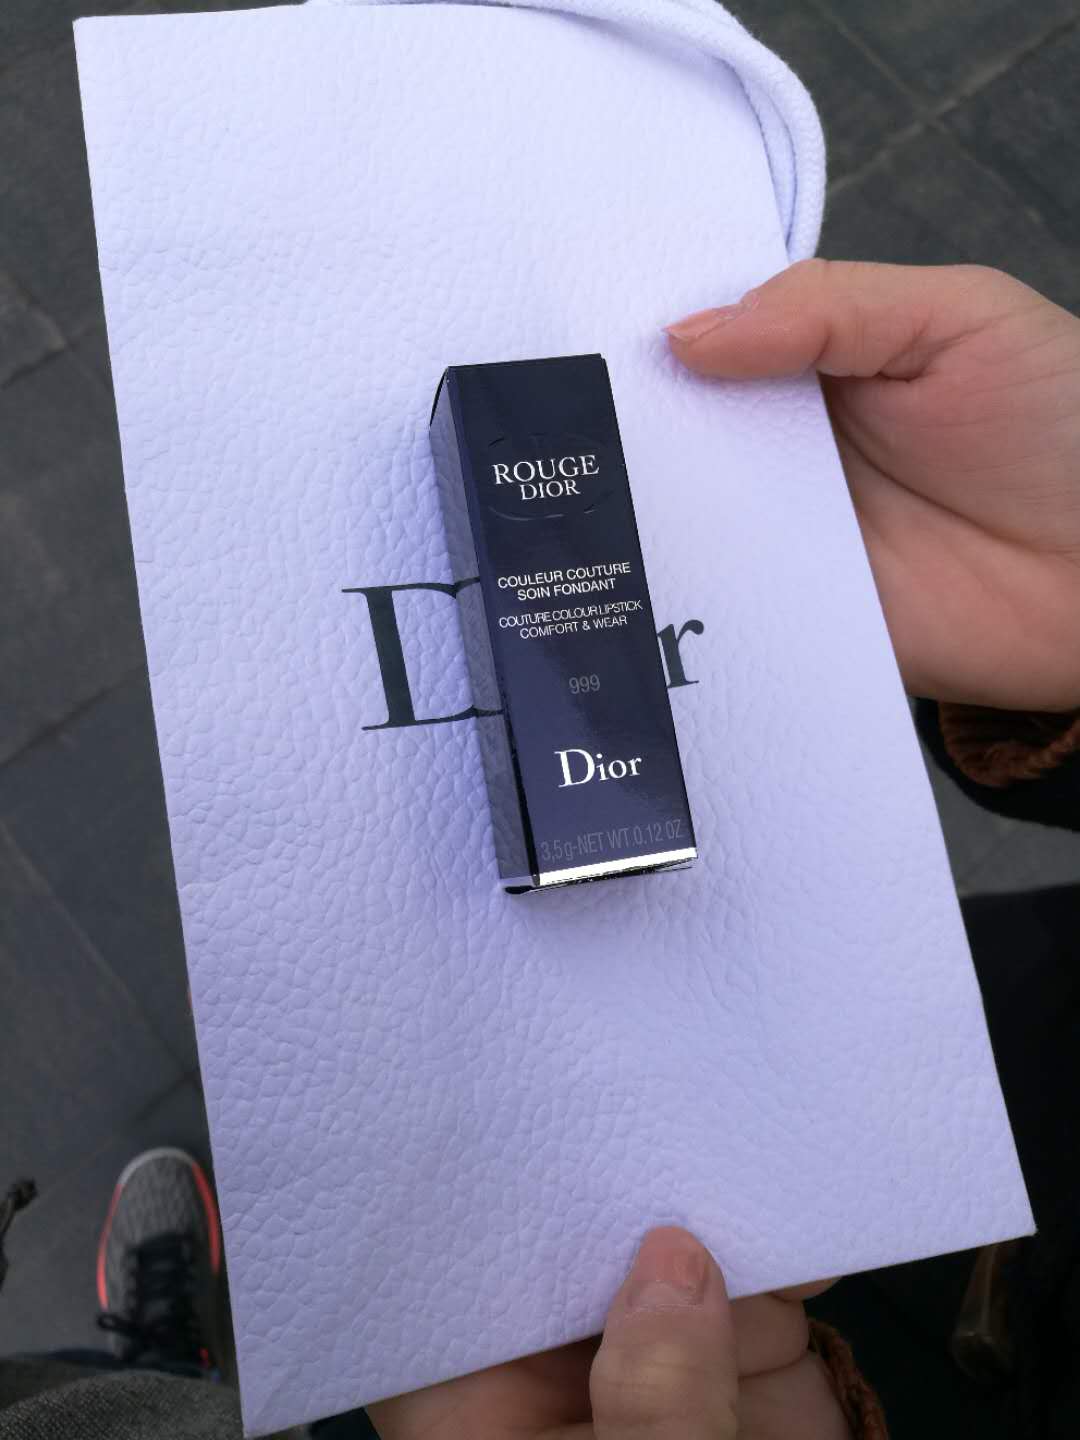 ROUGE
DIOR
COULEUR COUTURE
SOIN FONDANT
COUTURE COLOUR LIPSTICK
COMFORT & WEAR
999
Dior
3,5g-NET WT.0.12 OZ
D r